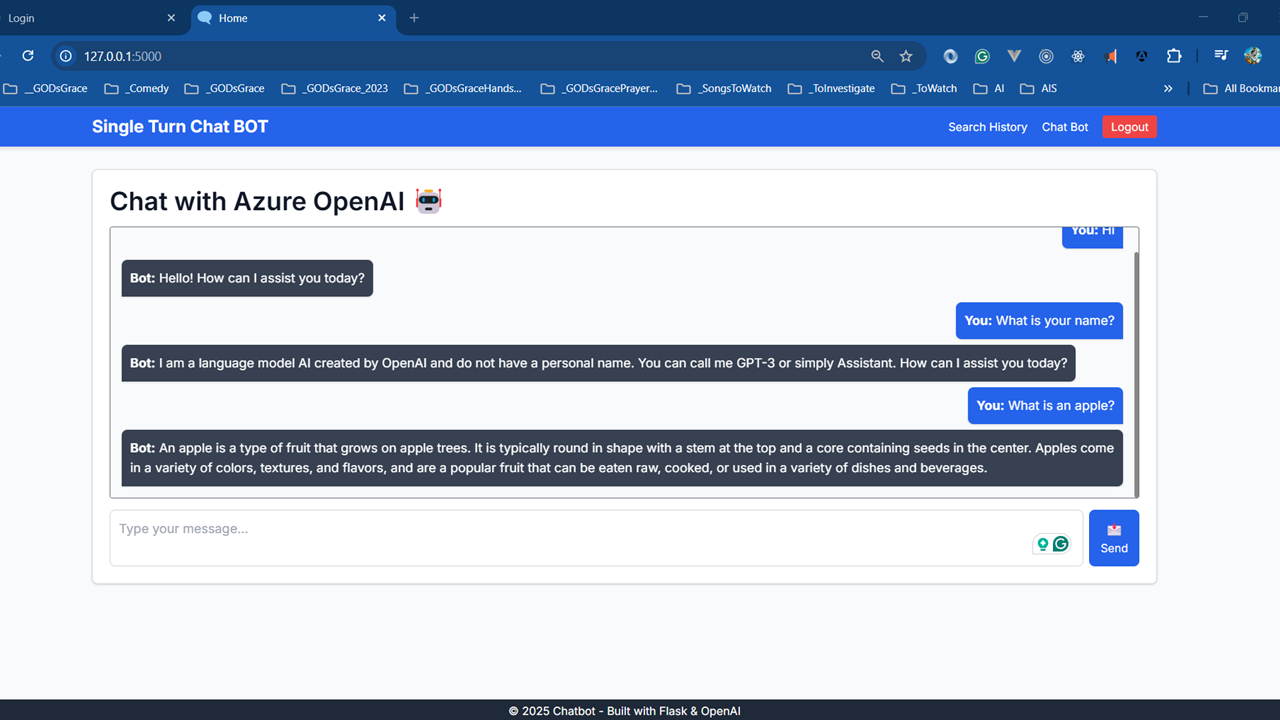 Login
Home
127.0.0.1:5000
__GODsGrace
_Comedy
_GODsGrace
_GODsGrace_2023
_GODsGraceHands...
_GODsGracePrayer...
_SongsToWatch
_ToInvestigate
_ToWatch
AI
AIS
All Bookmar
Single Turn Chat BOT
Search History
Chat Bot
Logout
Chat with Azure OpenAI
You: Hi
Bot: Hello! How can I assist you today?
You: What is your name?
Bot: I am a language model AI created by OpenAI and do not have a personal name. You can call me GPT-3 or simply Assistant. How can I assist you today?
You: What is an apple?
Bot: An apple is a type of fruit that grows on apple trees. It is typically round in shape with a stem at the top and a core containing seeds in the center. Apples come
in a variety of colors, textures, and flavors, and are a popular fruit that can be eaten raw, cooked, or used in a variety of dishes and beverages.
Type your message...
Send
© 2025 Chatbot - Built with Flask & OpenAI